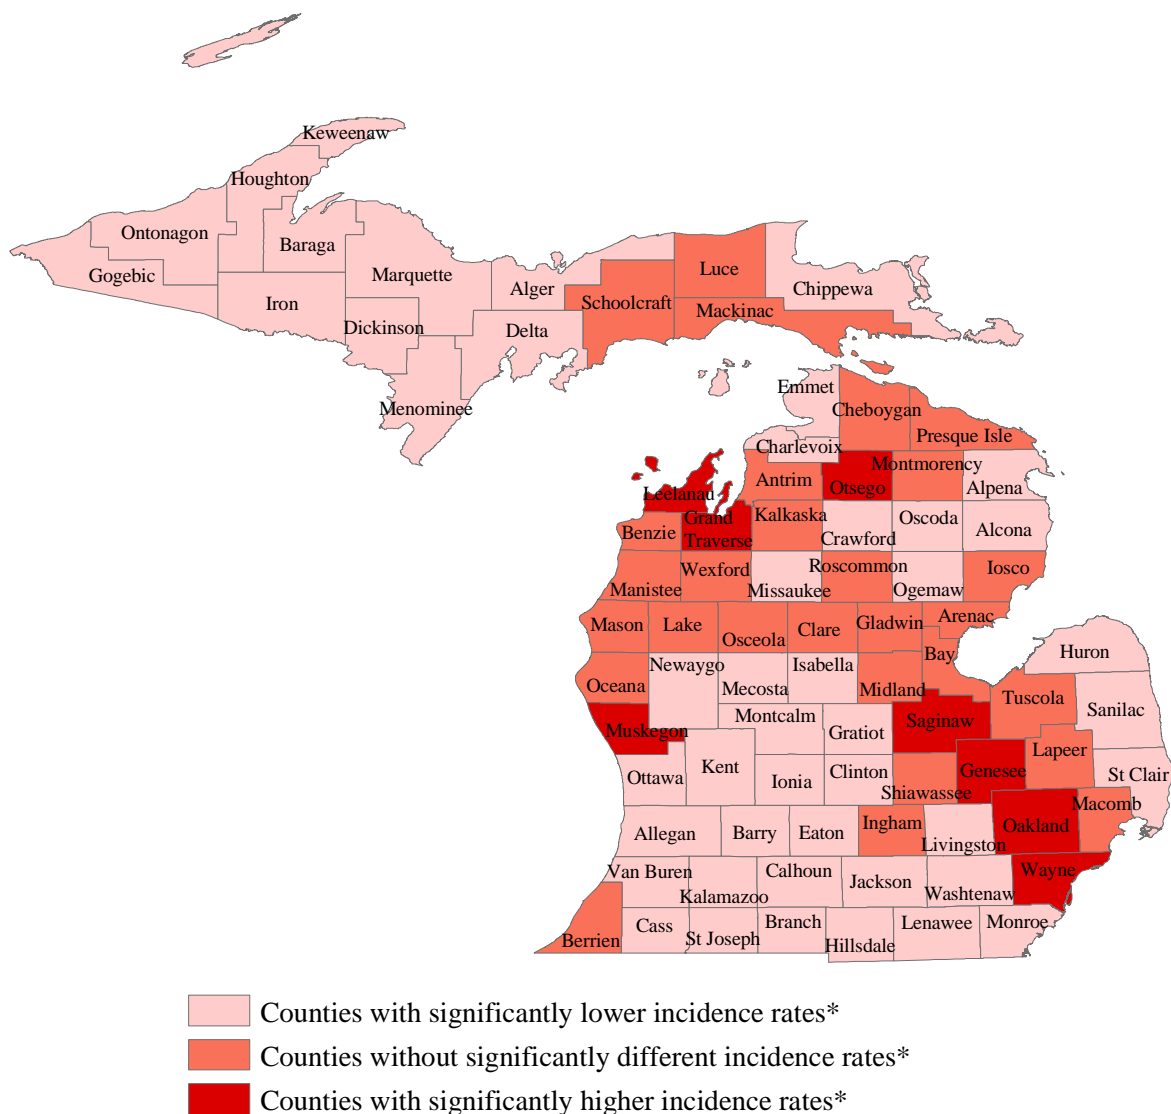 Keweenaw
Houghton
Ontonagon
Baraga
Luce
Gogebic
Marquette
Alger
Chippewa
Iron
Schoolcraft
Mackinac
Dickinson
Delta
Emmet
Menominee
Cheboygan
Presque Isle
Charlevoix
Montmorency
Antrim
Otsego
Alpena
Leelanau
Kalkaska
Grand
Traverse
Benzie
Crawford
Oscoda
Alcona
Wexford
Roscommon
Iosco
Manistee
Missaukee
Ogemaw
Mason
Lake
Osceola
Clare
Gladwin
Arenac
Newaygo
Isabella
Bay
Huron
Oceana
Mecosta
Midland
Tuscola
Sanilac
Muskegon
Montcalm
Gratiot
Saginaw
Lapeer
Ottawa
Kent
Ionia
Clinton
Genesee
St Clair
Shiawassee
Macomb
Allegan
Barry
Eaton
Ingham
Oakland
Livingston
Van Buren
Kalamazoo
Calhoun
Jackson
Washtenaw
Wayne
Berrien
Cass
St Joseph
Branch
Hillsdale
Lenawee
Monroe
Counties with significantly lower incidence rates*
Counties without significantly different incidence rates*
Counties with significantly higher incidence rates*